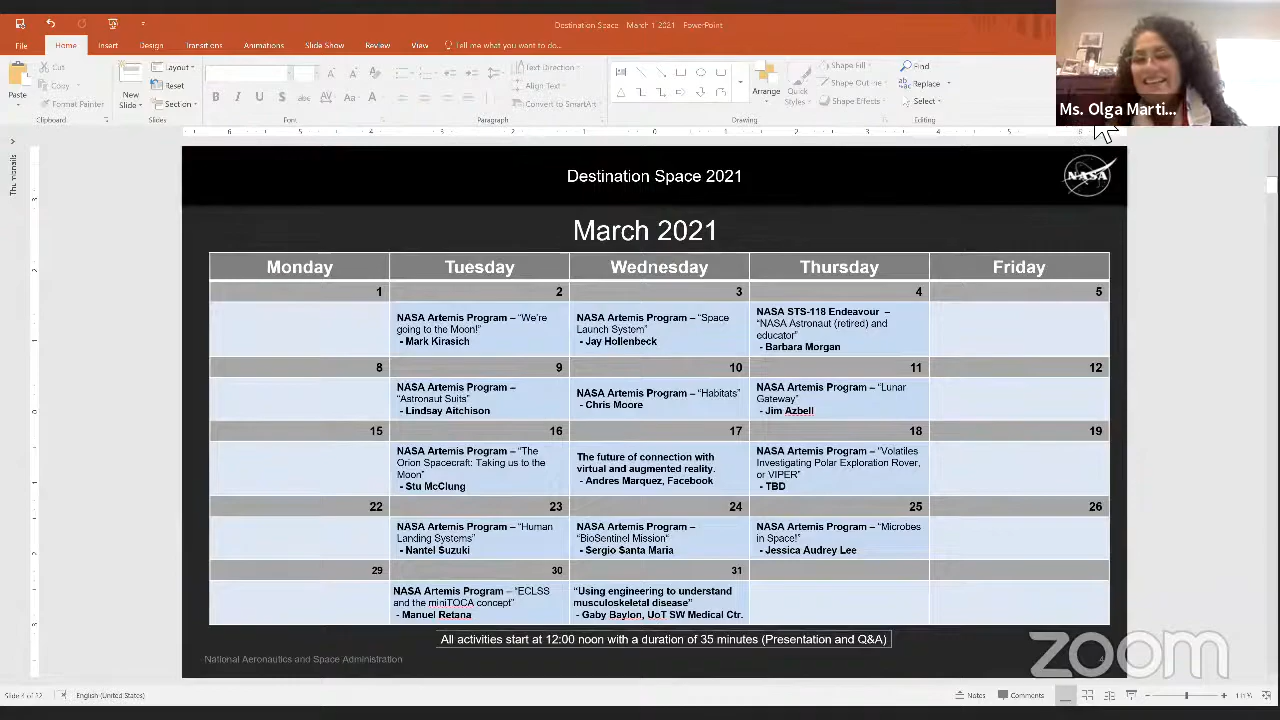 Destination Space - March 1 2021 - PowerPoint
File Home Insert Design Transitions Animations Slide Show Review View Tell me what you want to do...
Paste
Cut
Copy
Format Painter
Clipboard
New Slide
Layout
Reset
Section
Slides
Font
Text Direction
Align Text
Convert to SmartArt
Paragraph
Arrange
Quick Styles
Shape Fill
Shape Outline
Shape Effects
Drawing
Find
Replace
Select
Editing
Ms. Olga Marti...
Thumbnails
Destination Space 2021
NASA
March 2021
Monday Tuesday Wednesday Thursday Friday
1 2 3 4 5
NASA Artemis Program – “We’re going to the Moon!”
- Mark Kirasich
NASA Artemis Program – “Space Launch System”
- Jay Hollenbeck
NASA STS-118 Endeavour – “NASA Astronaut (retired) and educator”
- Barbara Morgan
8 9 10 11 12
NASA Artemis Program – “Astronaut Suits”
- Lindsay Aitchison
NASA Artemis Program – “Habitats”
- Chris Moore
NASA Artemis Program – “Lunar Gateway”
- Jim Azbell
15 16 17 18 19
NASA Artemis Program – “The Orion Spacecraft: Taking us to the Moon”
- Stu McClung
The future of connection with virtual and augmented reality.
- Andres Marquez, Facebook
NASA Artemis Program – “Volatiles Investigating Polar Exploration Rover, or VIPER”
- TBD
22 23 24 25 26
NASA Artemis Program – “Human Landing Systems”
- Nantel Suzuki
NASA Artemis Program – “BioSentinel Mission”
- Sergio Santa Maria
NASA Artemis Program – “Microbes in Space!”
- Jessica Audrey Lee
29 30 31
NASA Artemis Program – “ECLSS and the miniTOCA concept”
- Manuel Retana
“Using engineering to understand musculoskeletal disease”
- Gaby Baylon, UoT SW Medical Ctr.
All activities start at 12:00 noon with a duration of 35 minutes (Presentation and Q&A)
National Aeronautics and Space Administration
4
zoom
English (United States)
Notes
Comments